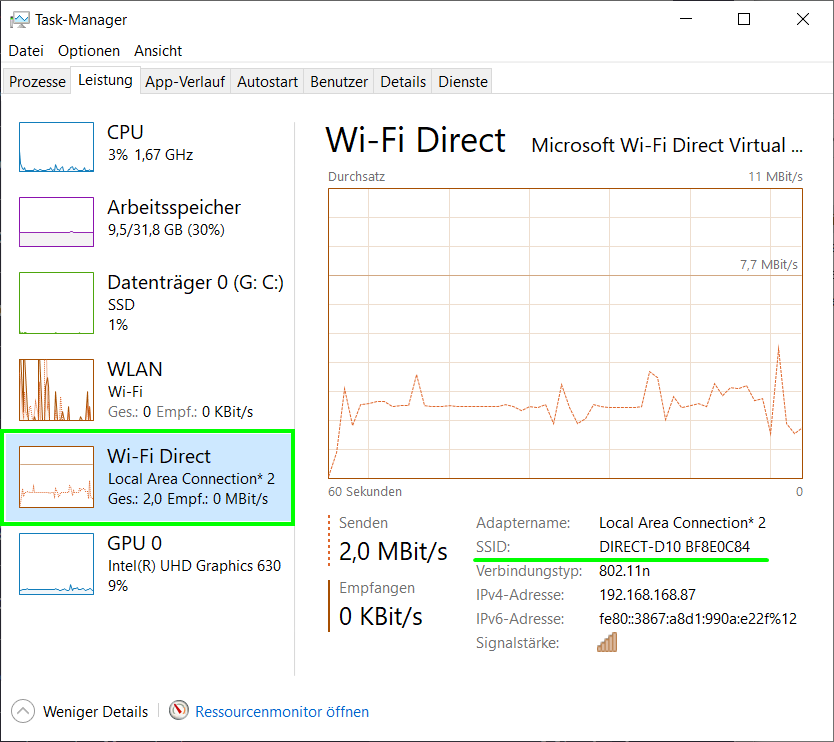 Task-Manager
Datei Optionen Ansicht
Prozesse Leistung App-Verlauf Autostart Benutzer Details Dienste
CPU
3% 1,67 GHz
Arbeitsspeicher
9,5/31,8 GB (30%)
Datenträger 0 (G: C:)
SSD
1%
WLAN
Wi-Fi
Ges.: 0 Empf.: 0 KBit/s
Wi-Fi Direct
Local Area Connection* 2
Ges.: 2,0 Empf.: 0 MBit/s
GPU 0
Intel(R) UHD Graphics 630
9%
Wi-Fi Direct Microsoft Wi-Fi Direct Virtual ...
Durchsatz 11 MBit/s
7,7 MBit/s
60 Sekunden 0
Senden
2,0 MBit/s
Empfangen
0 KBit/s
Adaptername: Local Area Connection* 2
SSID: DIRECT-D10 BF8E0C84
Verbindungstyp: 802.11n
IPv4-Adresse: 192.168.168.87
IPv6-Adresse: fe80::3867:a8d1:990a:e22f%12
Signalstärke:
Weniger Details Ressourcenmonitor öffnen